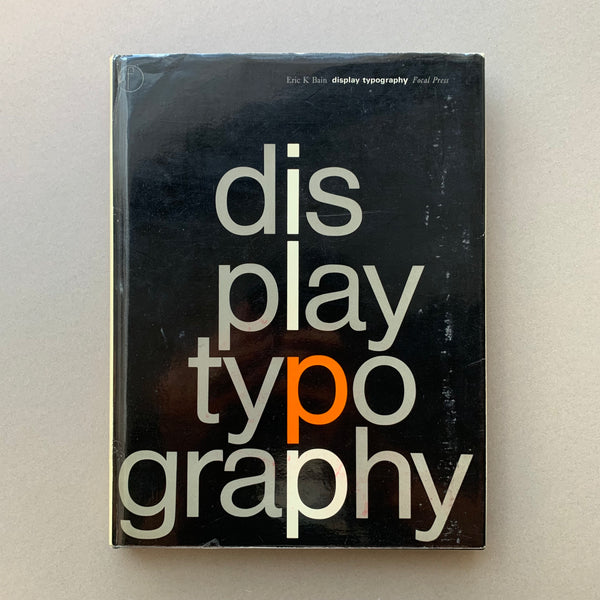 Eric K Bain display typography Focal Press
dis
play
typo
graphy